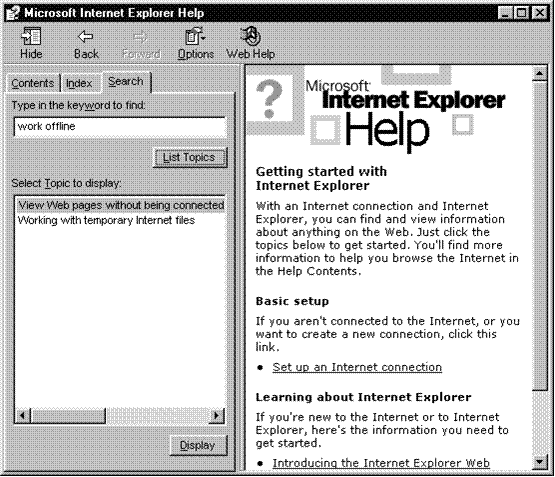 Microsoft Internet Explorer Help
Hide Back Forward Options Web Help
Contents Index Search
Type in the keyword to find:
work offline
List Topics
Select Topic to display:
View Web pages without being connected
Working with temporary Internet files
Display
?
Microsoft
Internet Explorer
Help
Getting started with
Internet Explorer
With an Internet connection and Internet
Explorer, you can find and view information
about anything on the Web. Just click the
topics below to get started. You'll find more
information to help you browse the Internet in
the Help Contents.
Basic setup
If you aren't connected to the Internet, or you
want to create a new connection, click this
link.
• Set up an Internet connection
Learning about Internet Explorer
If you're new to the Internet or to Internet
Explorer, here's the information you need to
get started.
• Introducing the Internet Explorer Web